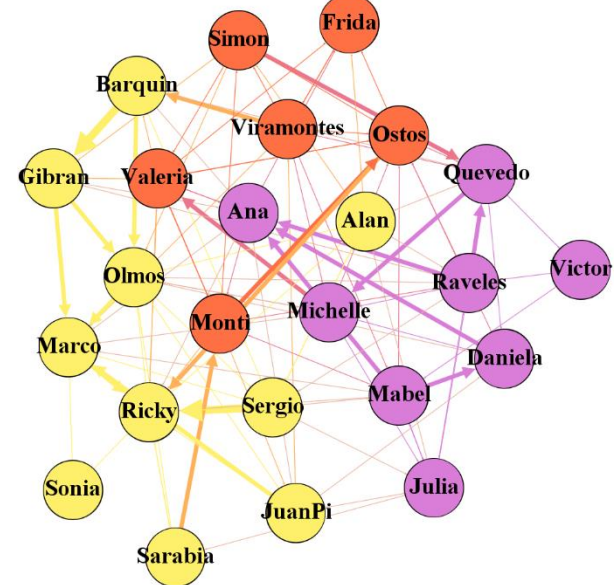 Frida
Simon
Barquin
Viramontes
Ostos
Gibran
Valeria
Quevedo
Ana
Alan
Olmos
Raveles
Victor
Monti
Michelle
Marco
Daniela
Ricky
Sergio
Mabel
Sonia
Julia
JuanPi
Sarabia